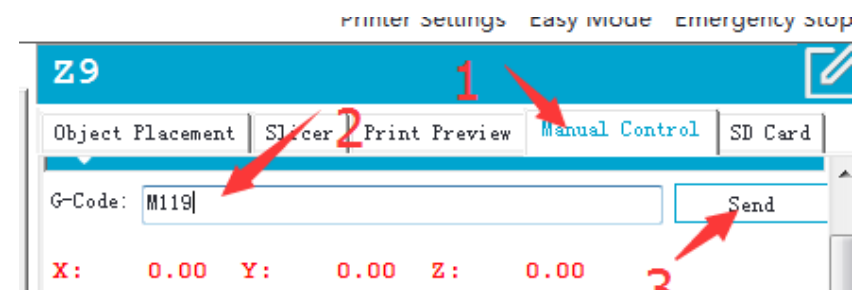 Printer Settings Easy Mode Emergency Stop
Z9
1
Object Placement Slicer 2 Print Preview Manual Control SD Card
G-Code: M119 Send
X: 0.00 Y: 0.00 Z: 0.00
3